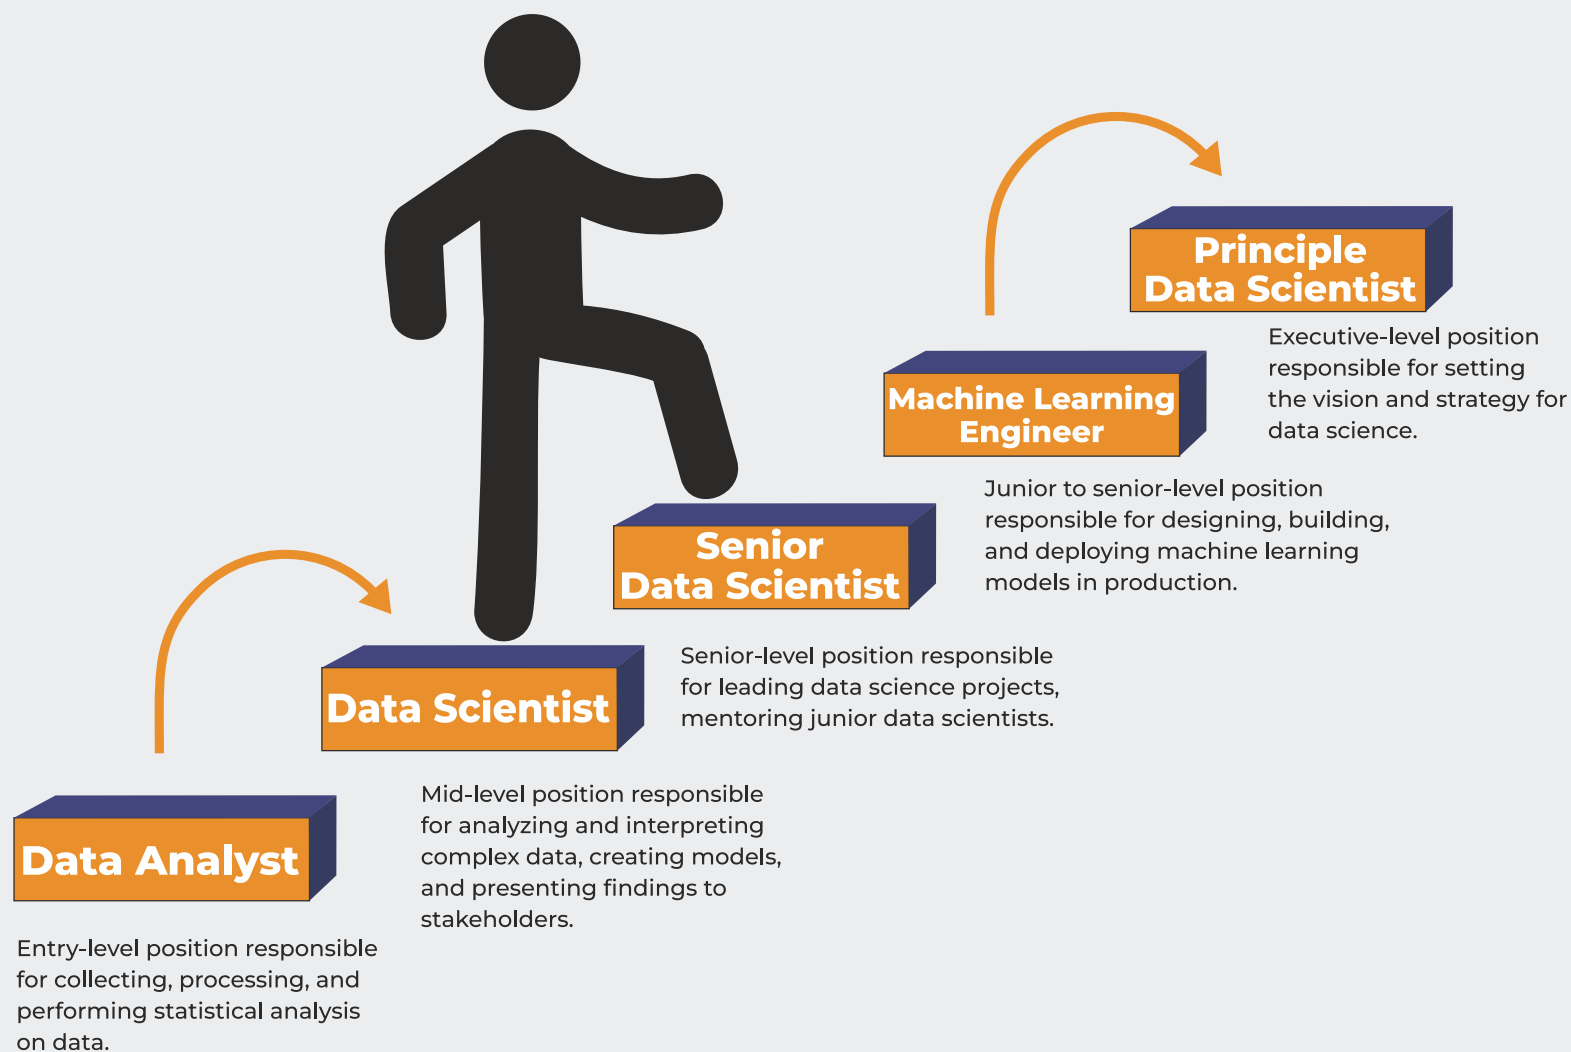 Principle
Data Scientist
Executive-level position
responsible for setting
the vision and strategy for
data science.
Machine Learning
Engineer
Junior to senior-level position
responsible for designing, building,
and deploying machine learning
models in production.
Senior
Data Scientist
Senior-level position responsible
for leading data science projects,
mentoring junior data scientists.
Data Scientist
Mid-level position responsible
for analyzing and interpreting
complex data, creating models,
and presenting findings to
stakeholders.
Data Analyst
Entry-level position responsible
for collecting, processing, and
performing statistical analysis
on data.